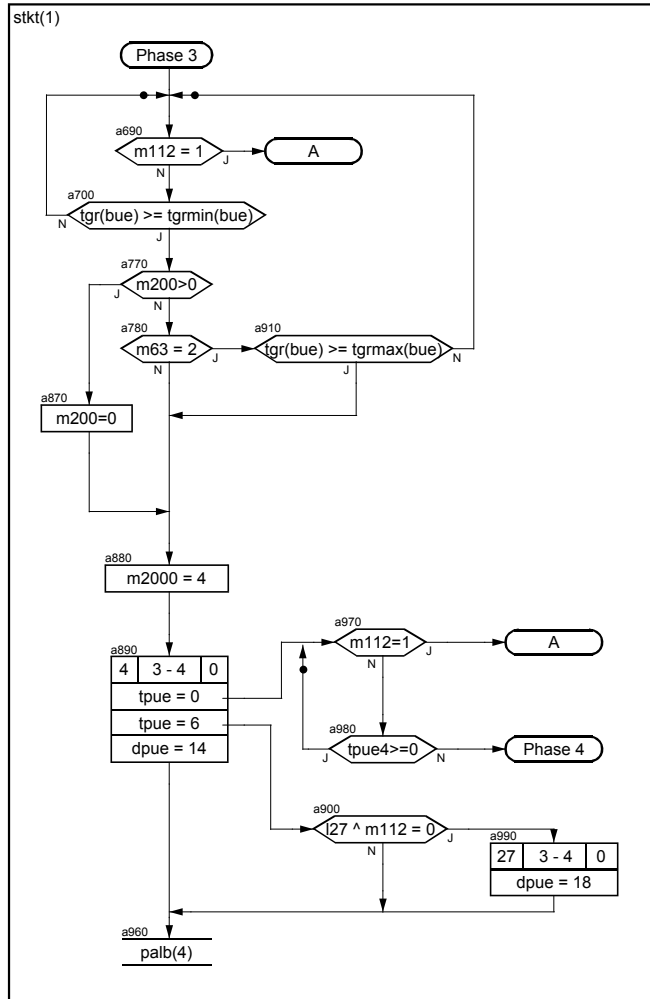 stkt(1)
Phase 3
a690
m112 = 1
J
A
N
a700
tgr(bue) >= tgrmin(bue)
N
J
a770
m200>0
J
N
a780
m63 = 2
J
N
a910
tgr(bue) >= tgrmax(bue)
N
J
a870
m200=0
a880
m2000 = 4
a890
4 3 - 4 0
tpue = 0
tpue = 6
dpue = 14
a970
m112=1
J
A
N
a980
tpue4>=0
J
N
Phase 4
a900
l27 ^ m112 = 0
J
N
a990
27 3 - 4 0
dpue = 18
a960
palb(4)